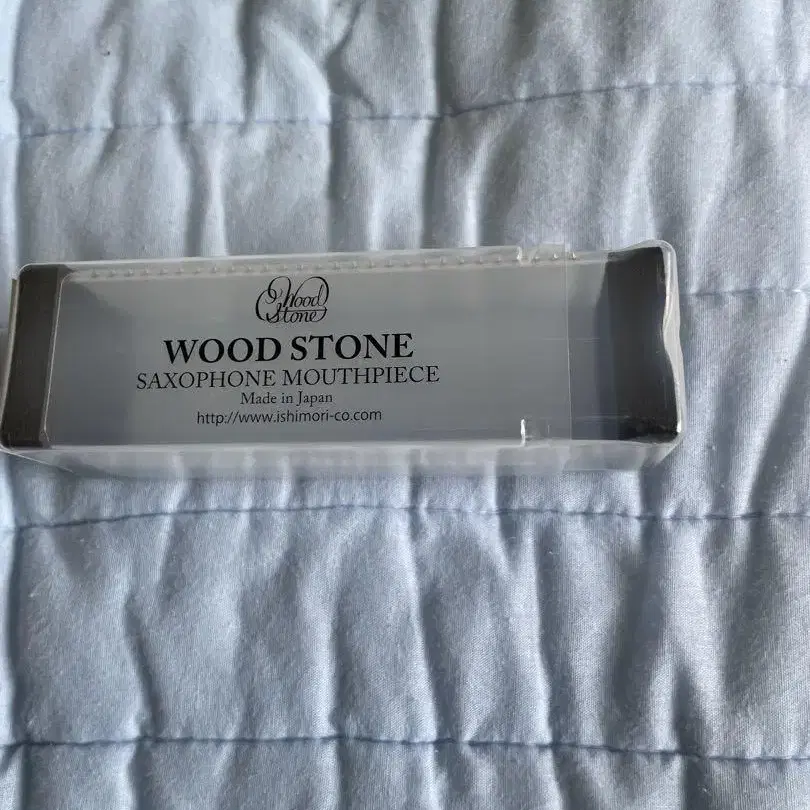 Wood
Stone
WOOD STONE
SAXOPHONE MOUTHPIECE
Made in Japan
http://www.ishimori-co.com